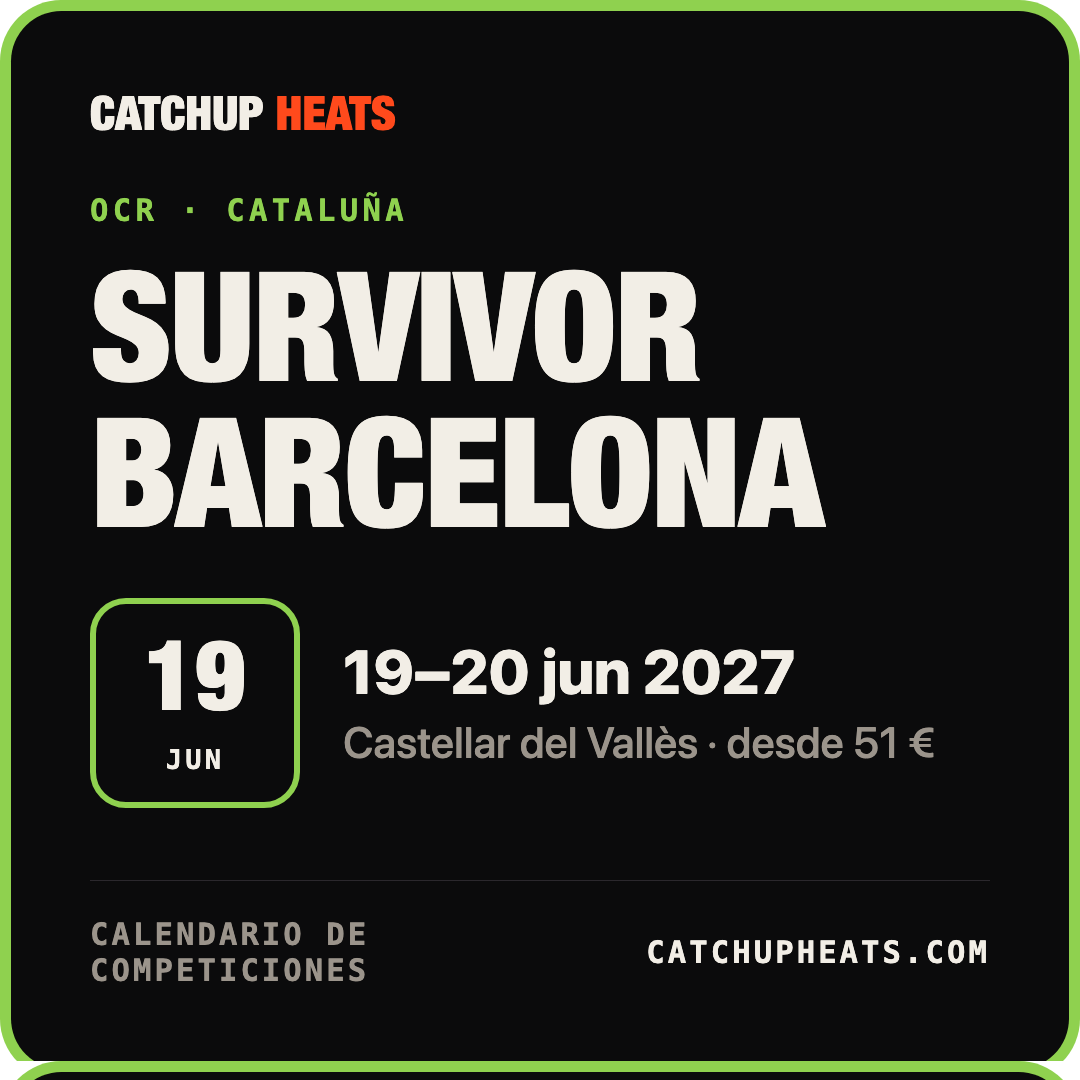 CATCHUP HEATS
OCR · CATALUÑA
SURVIVOR
BARCELONA
19
JUN
19–20 jun 2027
Castellar del Vallès · desde 51 €
CALENDARIO DE
COMPETICIONES
CATCHUPHEATS.COM